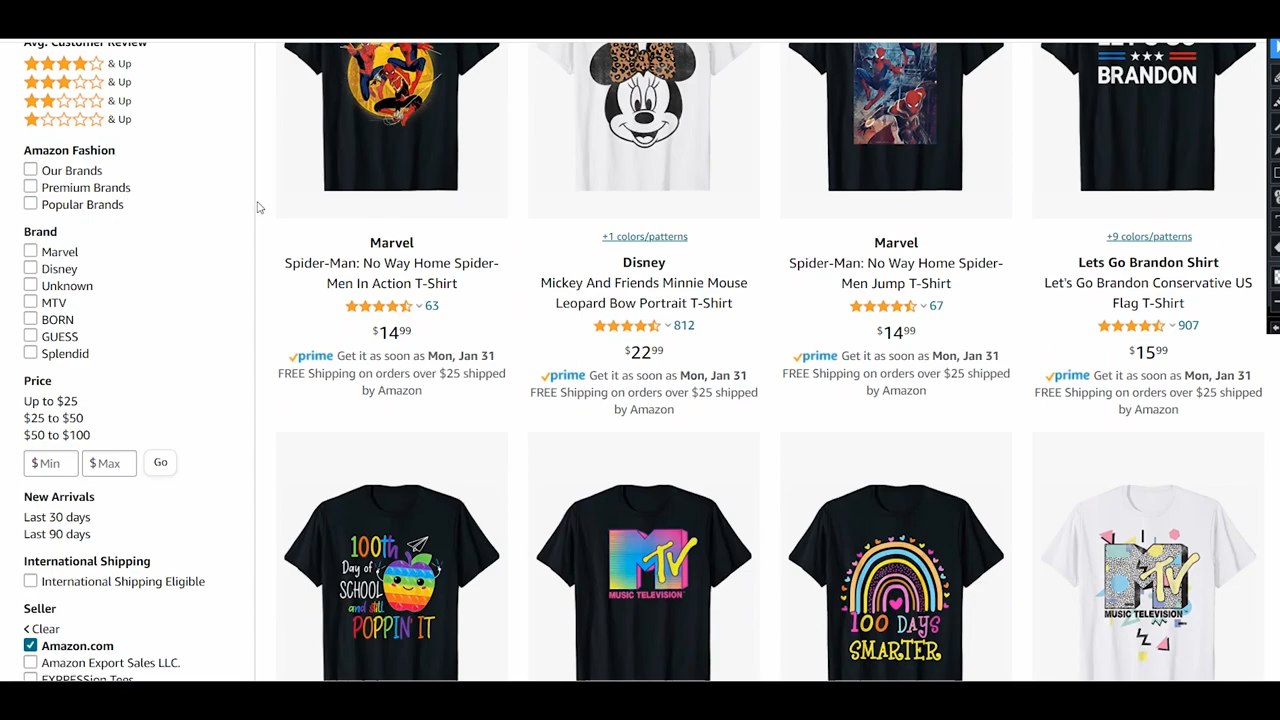 Avg. Customer Review
& Up
& Up
& Up
& Up
Amazon Fashion
Our Brands
Premium Brands
Popular Brands
Brand
Marvel
Disney
Unknown
MTV
BORN
GUESS
Splendid
Price
Up to $25
$25 to $50
$50 to $100
$ Min
$ Max
Go
New Arrivals
Last 30 days
Last 90 days
International Shipping
International Shipping Eligible
Seller
Clear
Amazon.com
Amazon Export Sales LLC.
EXPRESSion Tees
LET'S GO
BRANDON
Marvel
Spider-Man: No Way Home Spider-
Men In Action T-Shirt
63
$14.99
prime Get it as soon as Mon, Jan 31
FREE Shipping on orders over $25 shipped
by Amazon
+1 colors/patterns
Disney
Mickey And Friends Minnie Mouse
Leopard Bow Portrait T-Shirt
812
$22.99
prime Get it as soon as Mon, Jan 31
FREE Shipping on orders over $25 shipped
by Amazon
Marvel
Spider-Man: No Way Home Spider-
Men Jump T-Shirt
67
$14.99
prime Get it as soon as Mon, Jan 31
FREE Shipping on orders over $25 shipped
by Amazon
+9 colors/patterns
Lets Go Brandon Shirt
Let's Go Brandon Conservative US
Flag T-Shirt
907
$15.99
prime Get it as soon as Mon, Jan 31
FREE Shipping on orders over $25 shipped
by Amazon
100th
Day of
SCHOOL
and still
POPPIN' IT
MTV
MUSIC TELEVISION
100 DAYS
SMARTER
MTV
MUSIC TELEVISION